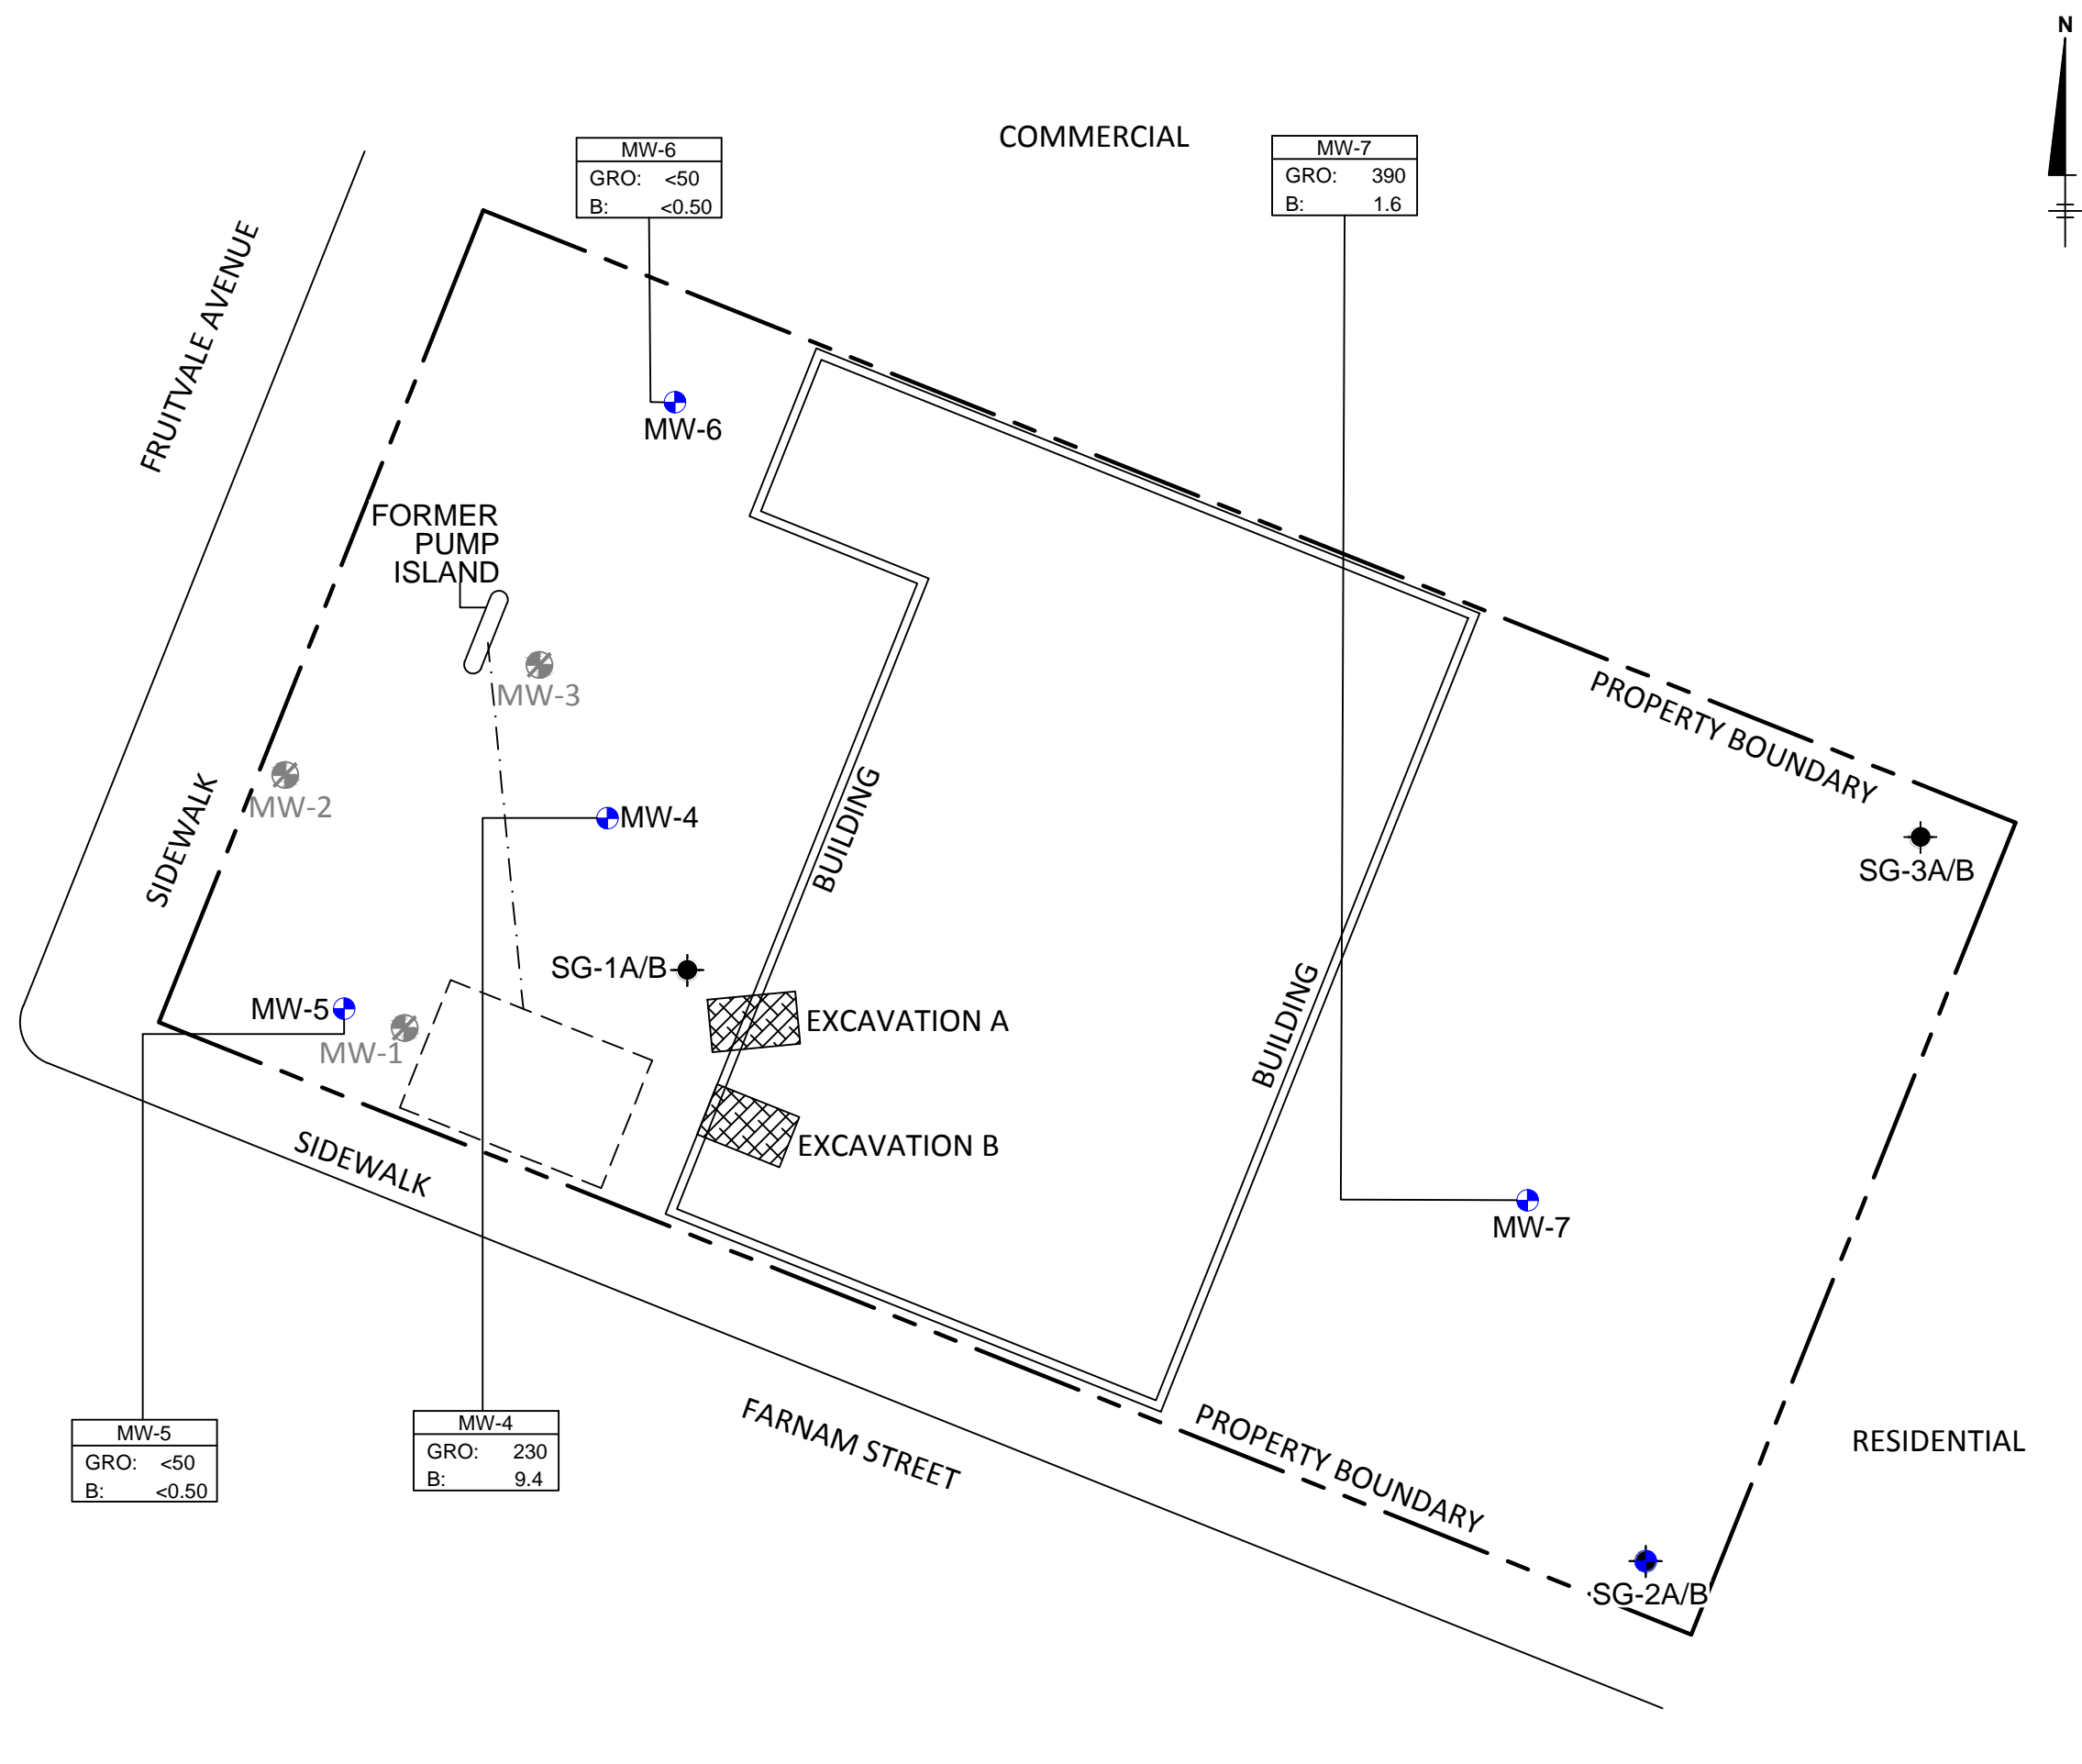 N
COMMERCIAL
MW-6
GRO: <50
B: <0.50
MW-7
GRO: 390
B: 1.6
FRUITVALE AVENUE
MW-6
FORMER
PUMP
ISLAND
MW-3
PROPERTY BOUNDARY
MW-2
SIDEWALK
MW-4
BUILDING
SG-3A/B
SG-1A/B
MW-5
MW-1
EXCAVATION A
BUILDING
EXCAVATION B
SIDEWALK
MW-7
MW-5
GRO: <50
B: <0.50
MW-4
GRO: 230
B: 9.4
FARNAM STREET
PROPERTY BOUNDARY
RESIDENTIAL
SG-2A/B